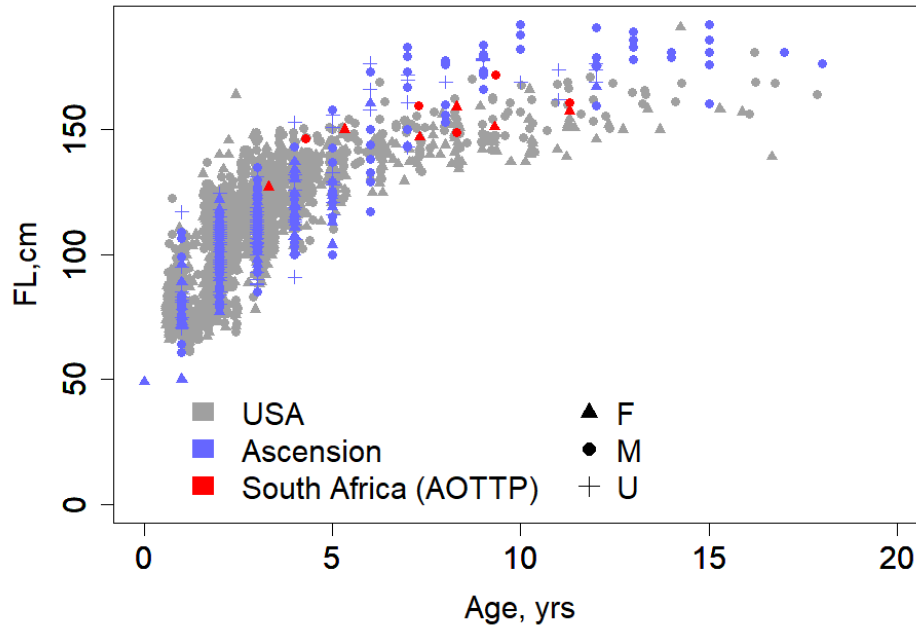 150
100
50
0
FL,cm
USA
Ascension
South Africa (AOTTP)
F
M
U
0 5 10 15 20
Age, yrs